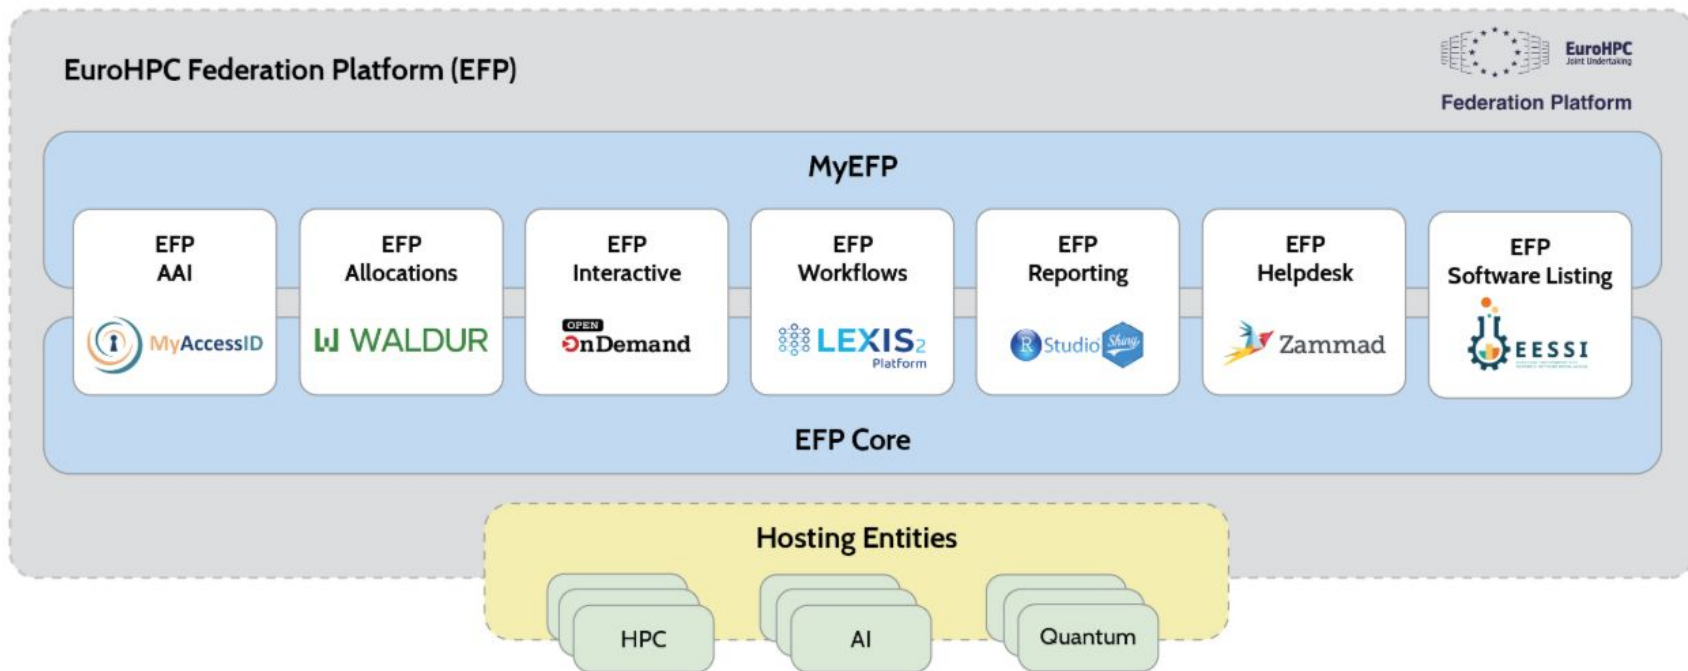 EuroHPC Federation Platform (EFP)
EuroHPC
Joint Undertaking
Federation Platform
MyEFP
EFP
AAI
MyAccessID
EFP
Allocations
WALDUR
EFP
Interactive
OPEN
OnDemand
EFP
Workflows
LEXIS2
Platform
EFP
Reporting
R Studio
Shiny
EFP
Helpdesk
Zammad
EFP
Software Listing
EESSI
EFP Core
Hosting Entities
HPC
AI
Quantum